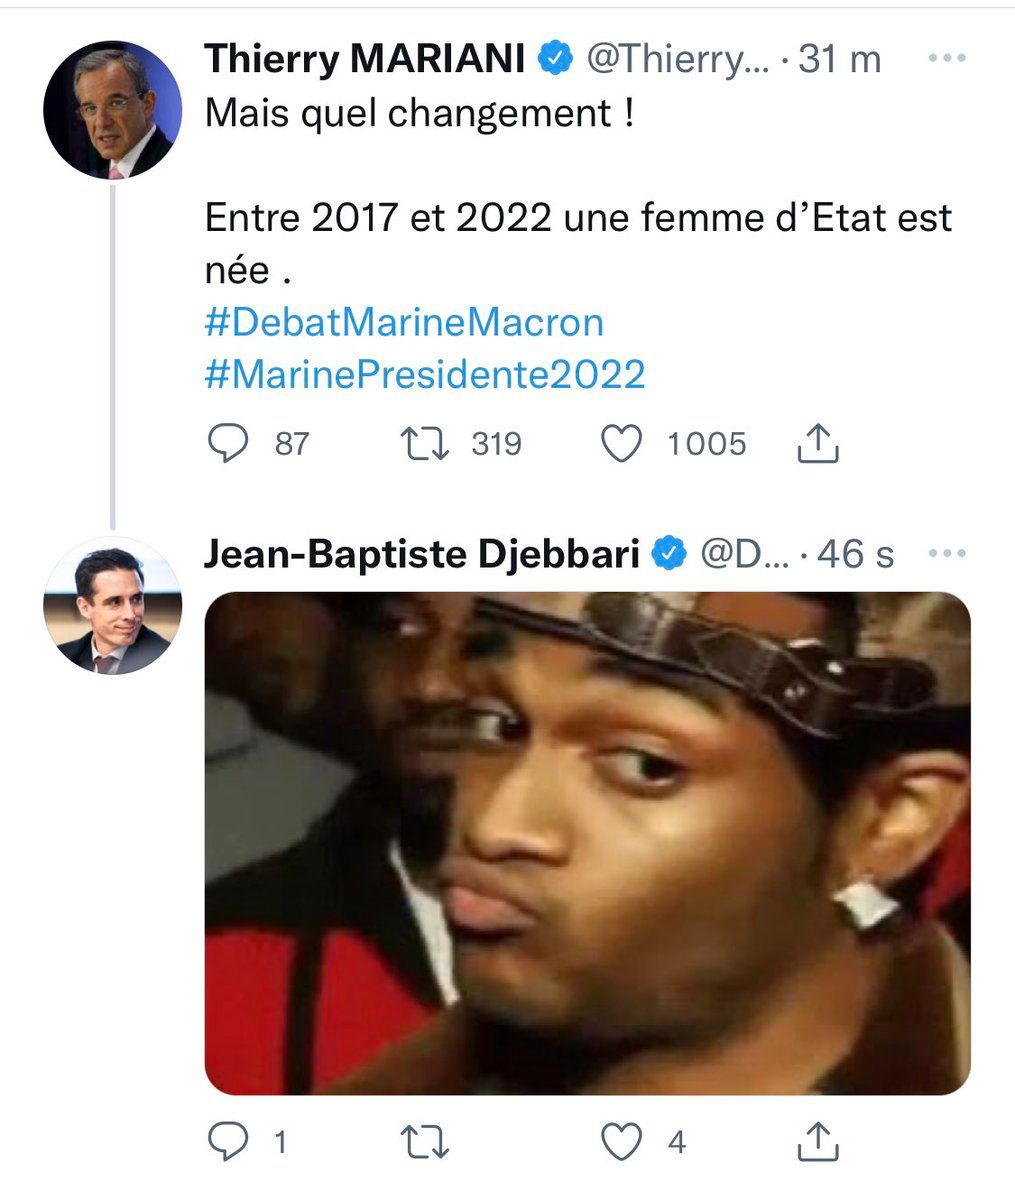 Thierry MARIANI @Thierry... · 31 m
Mais quel changement !
Entre 2017 et 2022 une femme d’Etat est
née .
#DebatMarineMacron
#MarinePresidente2022
87 319 1005
Jean-Baptiste Djebbari @D... · 46 s
1 4